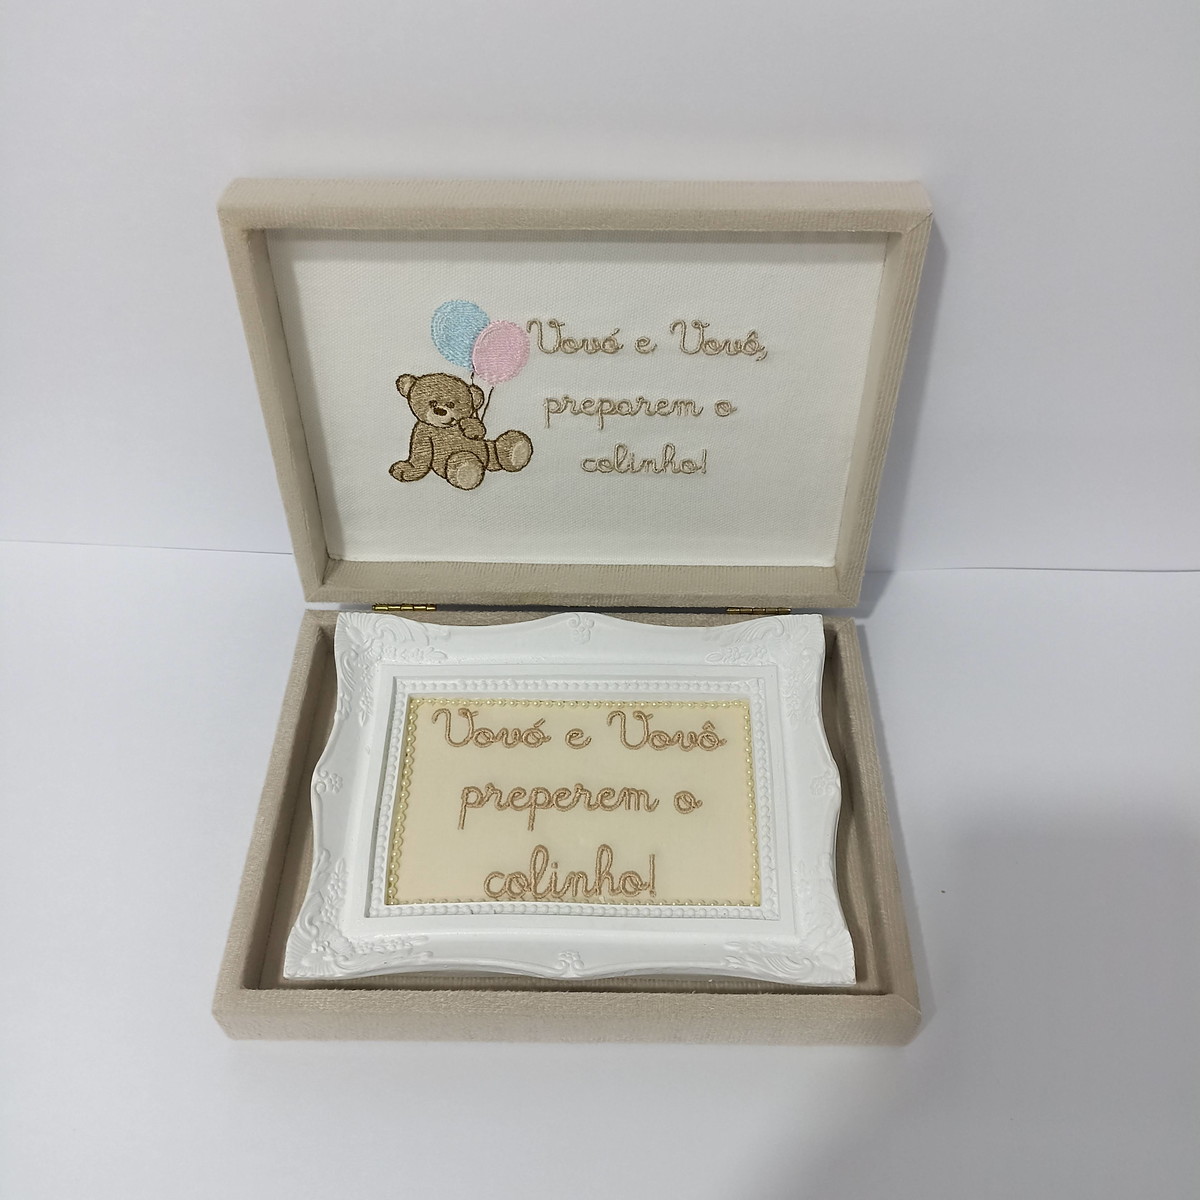 Vovó e Vovô,
preparem o
colinho!
Vovó e Vovô
preperem o
colinho!